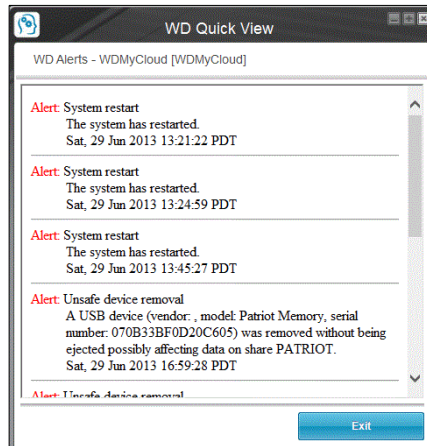 WD Quick View
WD Alerts - WDMyCloud [WDMyCloud]
Alert: System restart
The system has restarted.
Sat, 29 Jun 2013 13:21:22 PDT
Alert: System restart
The system has restarted.
Sat, 29 Jun 2013 13:24:59 PDT
Alert: System restart
The system has restarted.
Sat, 29 Jun 2013 13:45:27 PDT
Alert: Unsafe device removal
A USB device (vendor: , model: Patriot Memory, serial
number: 070B33BF0D20C605) was removed without being
ejected possibly affecting data on share PATRIOT.
Sat, 29 Jun 2013 16:59:28 PDT
Alert: Unsafe device removal
Exit